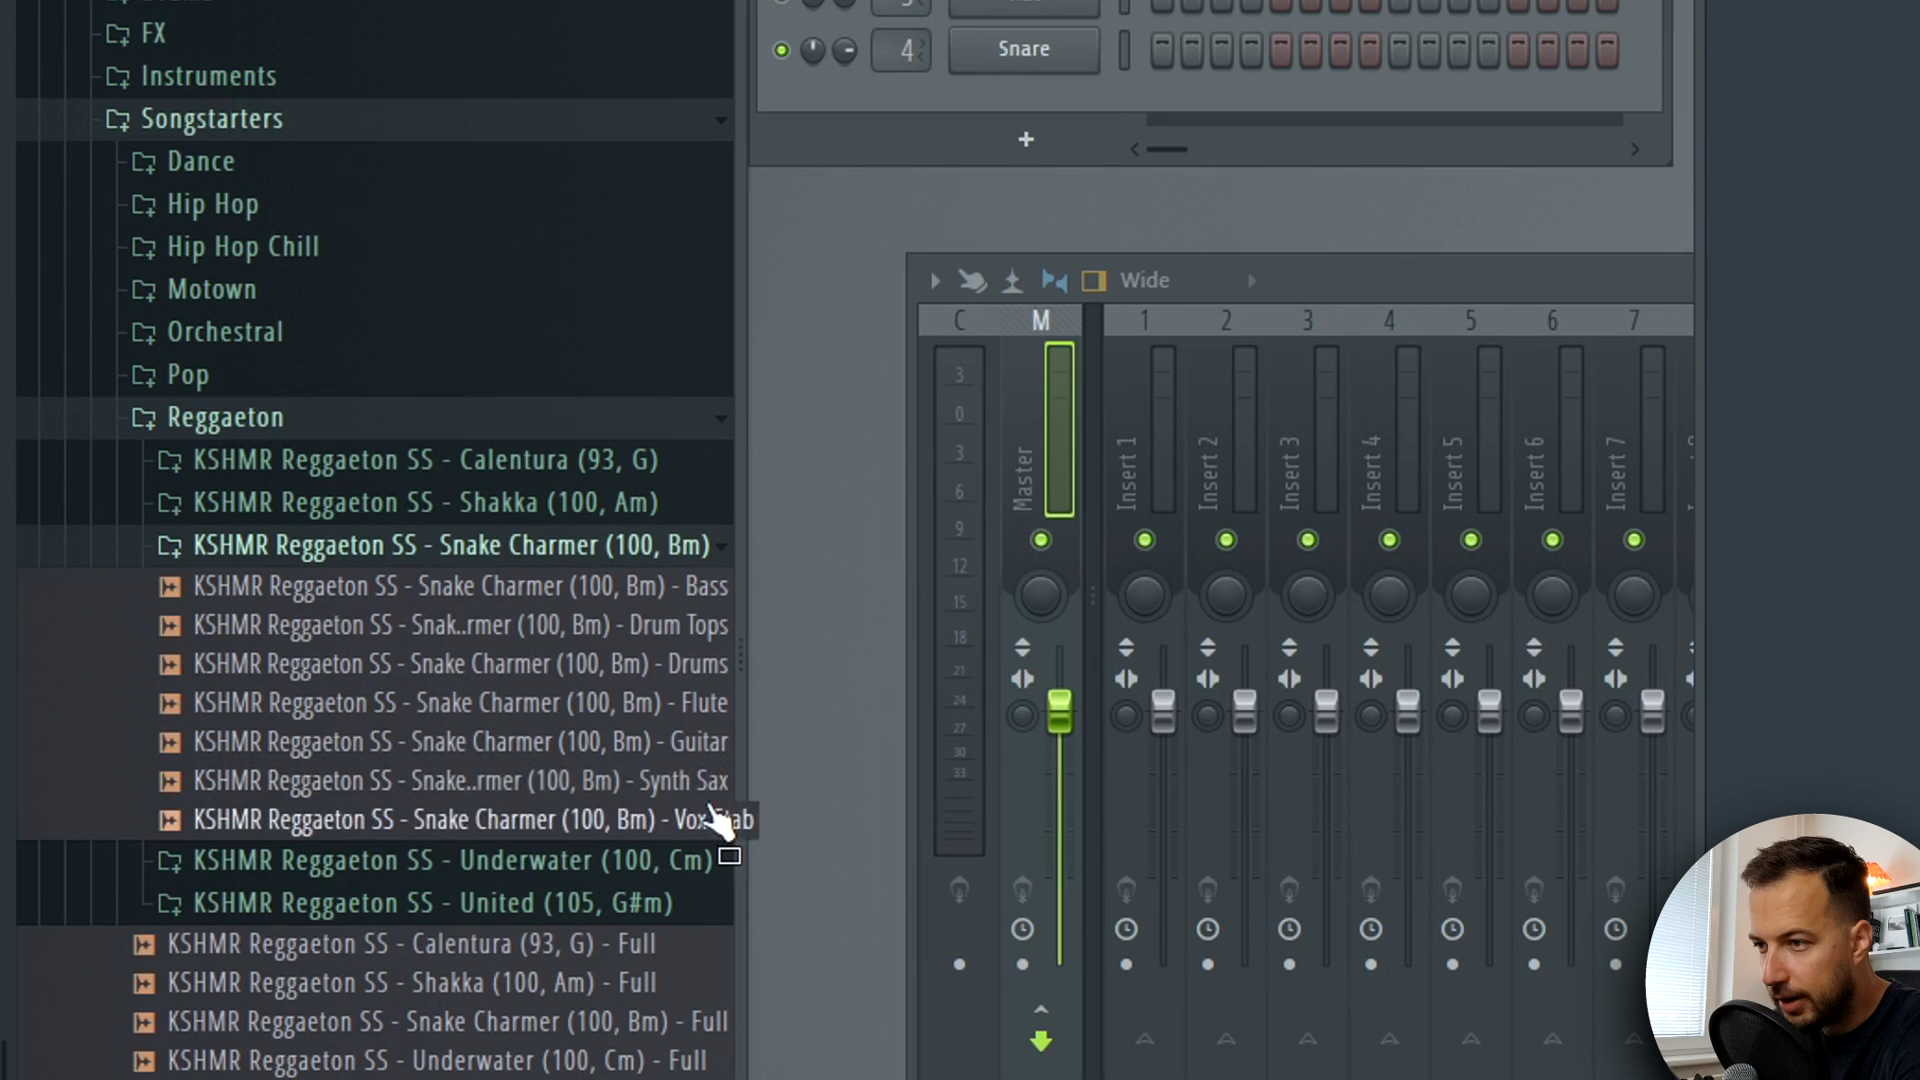 FX
Instruments
Songstarters
Dance
Hip Hop
Hip Hop Chill
Motown
Orchestral
Pop
Reggaeton
KSHMR Reggaeton SS - Calentura (93, G)
KSHMR Reggaeton SS - Shakka (100, Am)
KSHMR Reggaeton SS - Snake Charmer (100, Bm)
KSHMR Reggaeton SS - Snake Charmer (100, Bm) - Bass
KSHMR Reggaeton SS - Snak..rmer (100, Bm) - Drum Tops
KSHMR Reggaeton SS - Snake Charmer (100, Bm) - Drums
KSHMR Reggaeton SS - Snake Charmer (100, Bm) - Flute
KSHMR Reggaeton SS - Snake Charmer (100, Bm) - Guitar
KSHMR Reggaeton SS - Snake..rmer (100, Bm) - Synth Sax
KSHMR Reggaeton SS - Snake Charmer (100, Bm) - Vox
KSHMR Reggaeton SS - Underwater (100, Cm)
KSHMR Reggaeton SS - United (105, G#m)
KSHMR Reggaeton SS - Calentura (93, G) - Full
KSHMR Reggaeton SS - Shakka (100, Am) - Full
KSHMR Reggaeton SS - Snake Charmer (100, Bm) - Full
KSHMR Reggaeton SS - Underwater (100, Cm) - Full
4 Snare
+
Wide
C M 1 2 3 4 5 6 7
3
0
3
6
9
12
15
18
21
24
27
30
33
Master
Insert 1
Insert 2
Insert 3
Insert 4
Insert 5
Insert 6
Insert 7